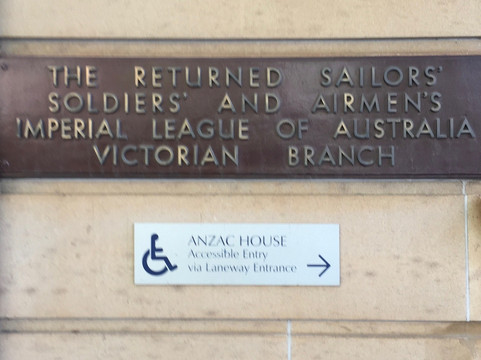 THE RETURNED SAILORS'
SOLDIERS' AND AIRMEN'S
IMPERIAL LEAGUE OF AUSTRALIA
VICTORIAN BRANCH
ANZAC HOUSE
Accessible Entry
via Laneway Entrance